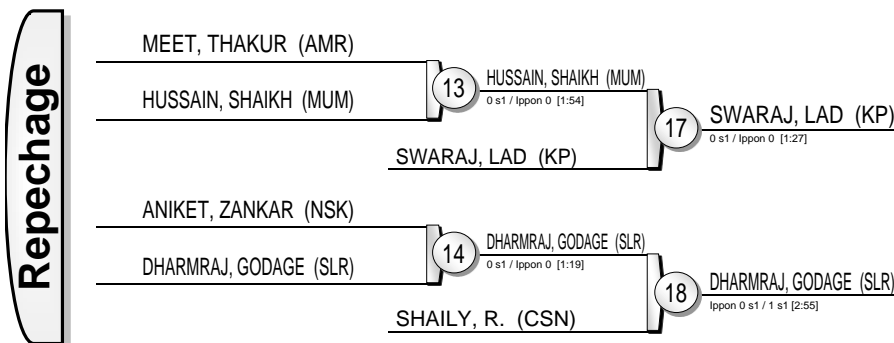 Repechage
MEET, THAKUR (AMR)
HUSSAIN, SHAIKH (MUM)
13
HUSSAIN, SHAIKH (MUM)
0 s1 / Ippon 0 [1:54]
SWARAJ, LAD (KP)
17
SWARAJ, LAD (KP)
0 s1 / Ippon 0 [1:27]
ANIKET, ZANKAR (NSK)
DHARMRAJ, GODAGE (SLR)
14
DHARMRAJ, GODAGE (SLR)
0 s1 / Ippon 0 [1:19]
SHAILY, R. (CSN)
18
DHARMRAJ, GODAGE (SLR)
Ippon 0 s1 / 1 s1 [2:55]